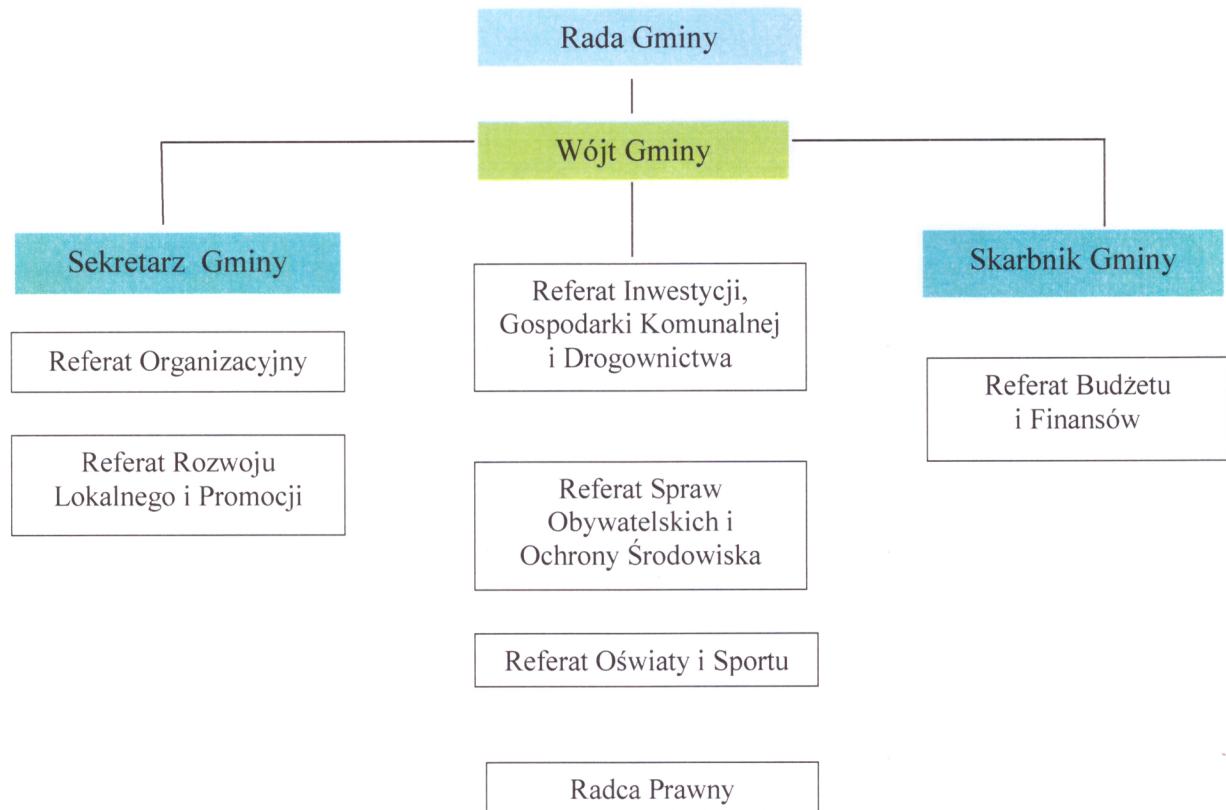 Rada Gminy
Wójt Gminy
Sekretarz Gminy
Referat Organizacyjny
Referat Rozwoju
Lokalnego i Promocji
Referat Inwestycji,
Gospodarki Komunalnej
i Drogownictwa
Referat Spraw
Obywatelskich i
Ochrony Środowiska
Referat Oświaty i Sportu
Radca Prawny
Skarbnik Gminy
Referat Budżetu
i Finansów